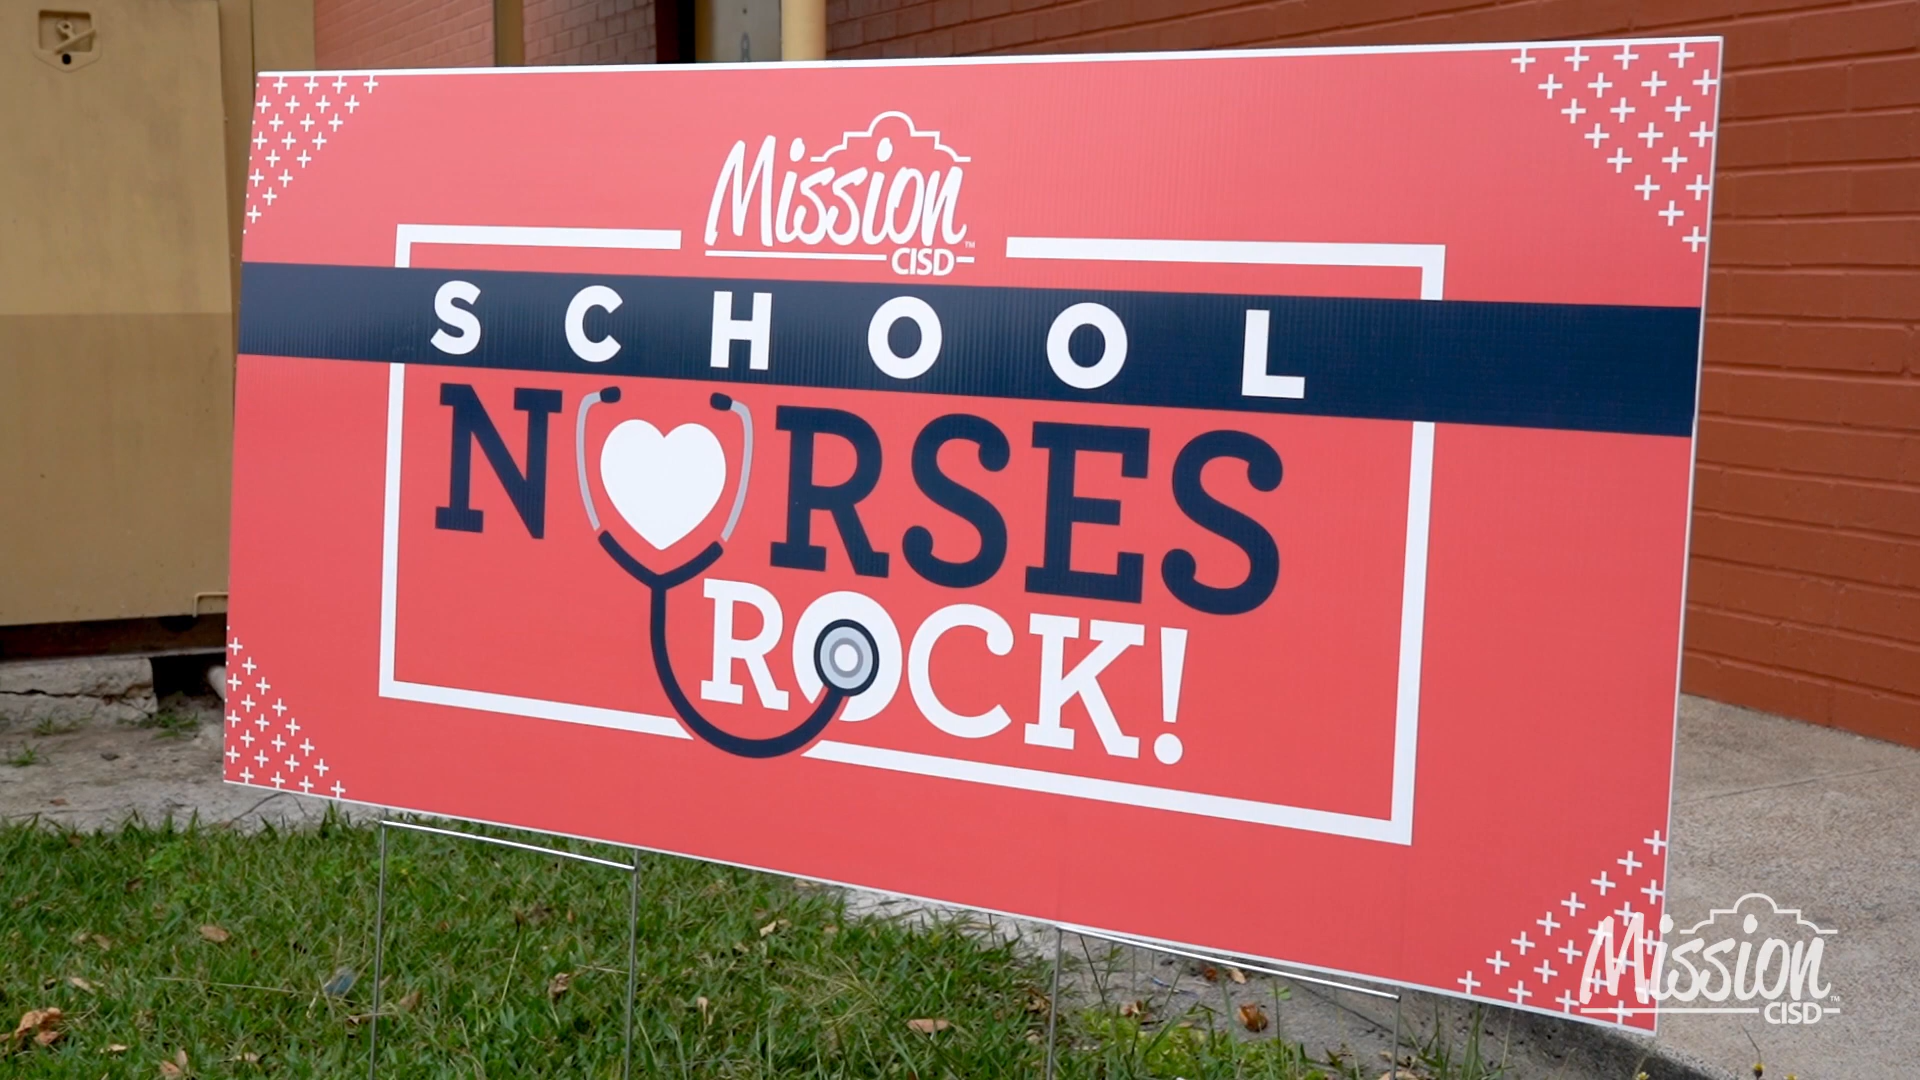 Mission
CISD
SCHOOL
NURSES
ROCK!
Mission
CISD